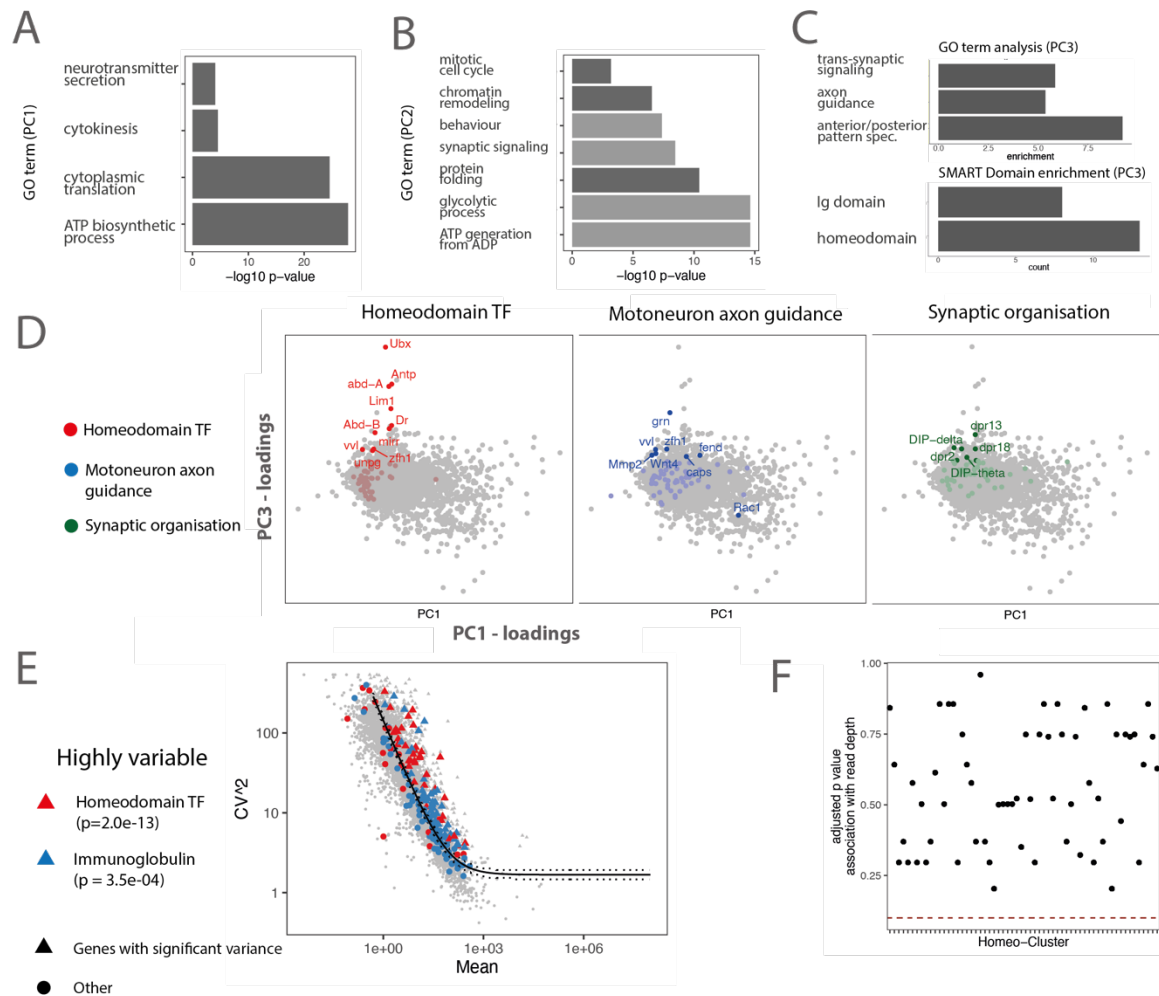 A
GO term (PC1)
neurotransmitter
secretion
cytokinesis
cytoplasmic
translation
ATP biosynthetic
process
0
10
20
−log10 p−value
B
GO term (PC2)
mitotic
cell cycle
chromatin
remodeling
behaviour
synaptic signaling
protein
folding
glycolytic
process
ATP generation
from ADP
0
5
10
15
−log10 p−value
C
GO term analysis (PC3)
trans-synaptic
signaling
axon
guidance
anterior/posterior
pattern spec.
0.0
2.5
5.0
7.5
enrichment
SMART Domain enrichment (PC3)
Ig domain
homeodomain
0
5
10
count
D
Homeodomain TF
Motoneuron axon
guidance
Synaptic organisation
PC3 - loadings
Homeodomain TF
Ubx
Antp
abd−A
Lim1
Abd−B
Dr
vvl
mirr
zfh1
unpg
PC1
Motoneuron axon guidance
grn
vvl
zfh1
fend
Mmp2
Wnt4
caps
Rac1
PC1
Synaptic organisation
dpr13
DIP−delta
dpr18
dpr2
DIP−theta
PC1
PC1 - loadings
E
Highly variable
Homeodomain TF
(p=2.0e-13)
Immunoglobulin
(p = 3.5e-04)
Genes with significant variance
Other
CV^2
100
10
1
1e+00
1e+03
1e+06
Mean
F
adjusted p value
association with read depth
1.00
0.75
0.50
0.25
Homeo−Cluster